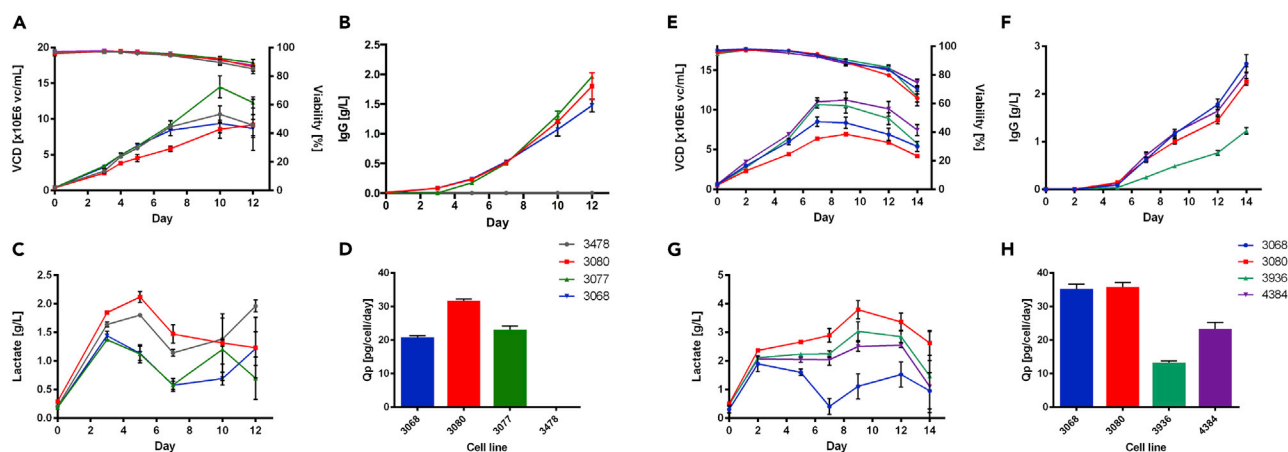 A
VCD [x10E6 vc/mL]
20
15
10
5
0
100
80
60
40
20
0
Viability [%]
0 2 4 6 8 10 12
Day
B
IgG [g/L]
2.5
2.0
1.5
1.0
0.5
0.0
0 2 4 6 8 10 12
Day
E
VCD [x10E6 vc/mL]
15
10
5
0
100
80
60
40
20
0
Viability [%]
0 2 4 6 8 10 12 14
Day
F
IgG [g/L]
3
2
1
0
0 2 4 6 8 10 12 14
Day
C
Lactate [g/L]
2.5
2.0
1.5
1.0
0.5
0.0
0 2 4 6 8 10 12
Day
D
Qp [pg/cell/day]
40
30
20
10
0
3068 3080 3077 3478
Cell line
3478
3080
3077
3068
G
Lactate [g/L]
5
4
3
2
1
0
0 2 4 6 8 10 12 14
Day
H
Qp [pg/cell/day]
40
30
20
10
0
3068 3080 3936 4384
Cell line
3068
3080
3936
4384